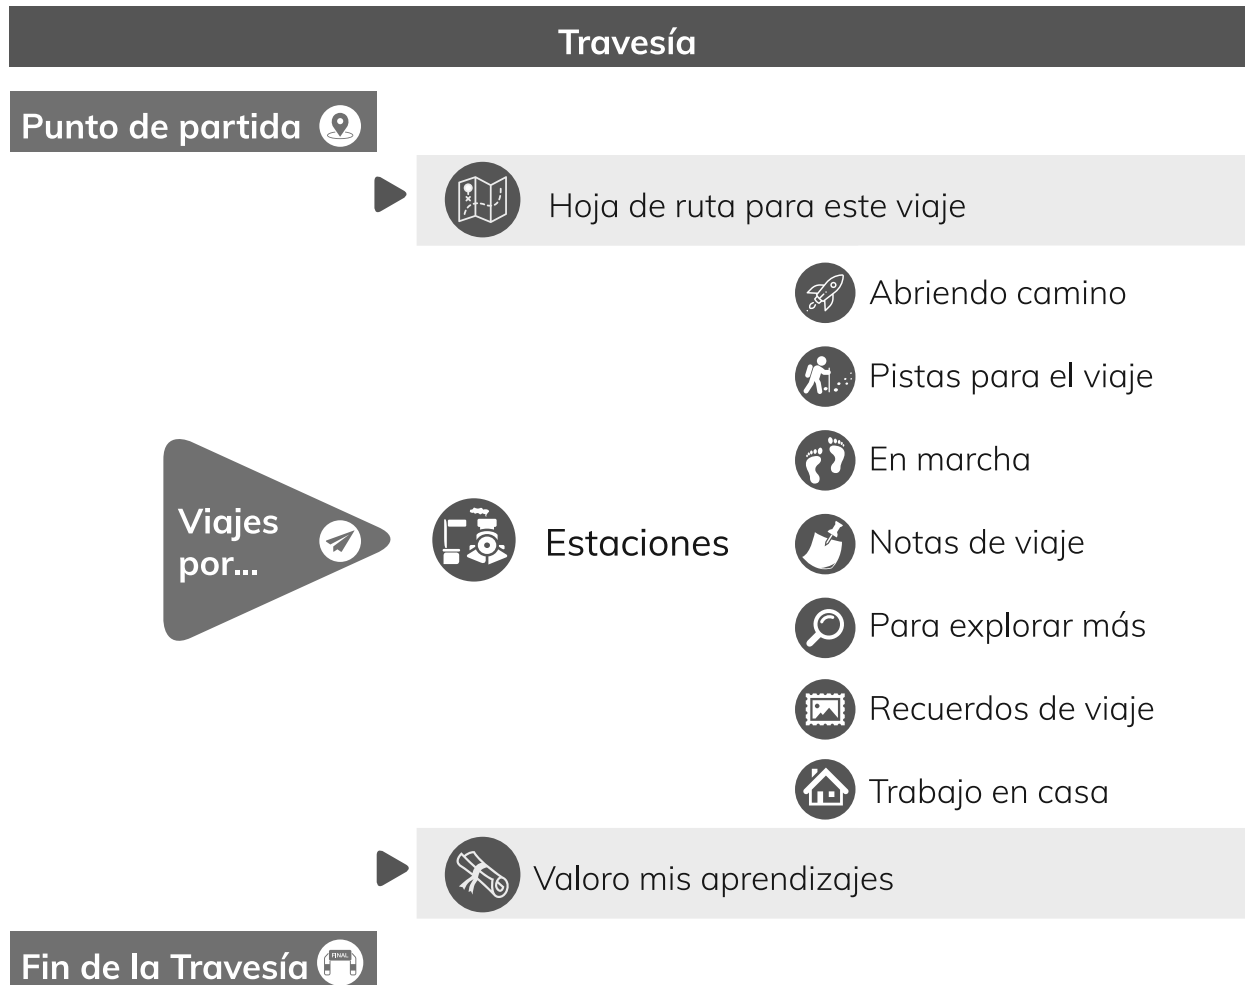 Travesía
Punto de partida
Hoja de ruta para este viaje
Abriendo camino
Pistas para el viaje
En marcha
Viajes
por...
Estaciones
Notas de viaje
Para explorar más
Recuerdos de viaje
Trabajo en casa
Valoro mis aprendizajes
Fin de la Travesía
FINAL